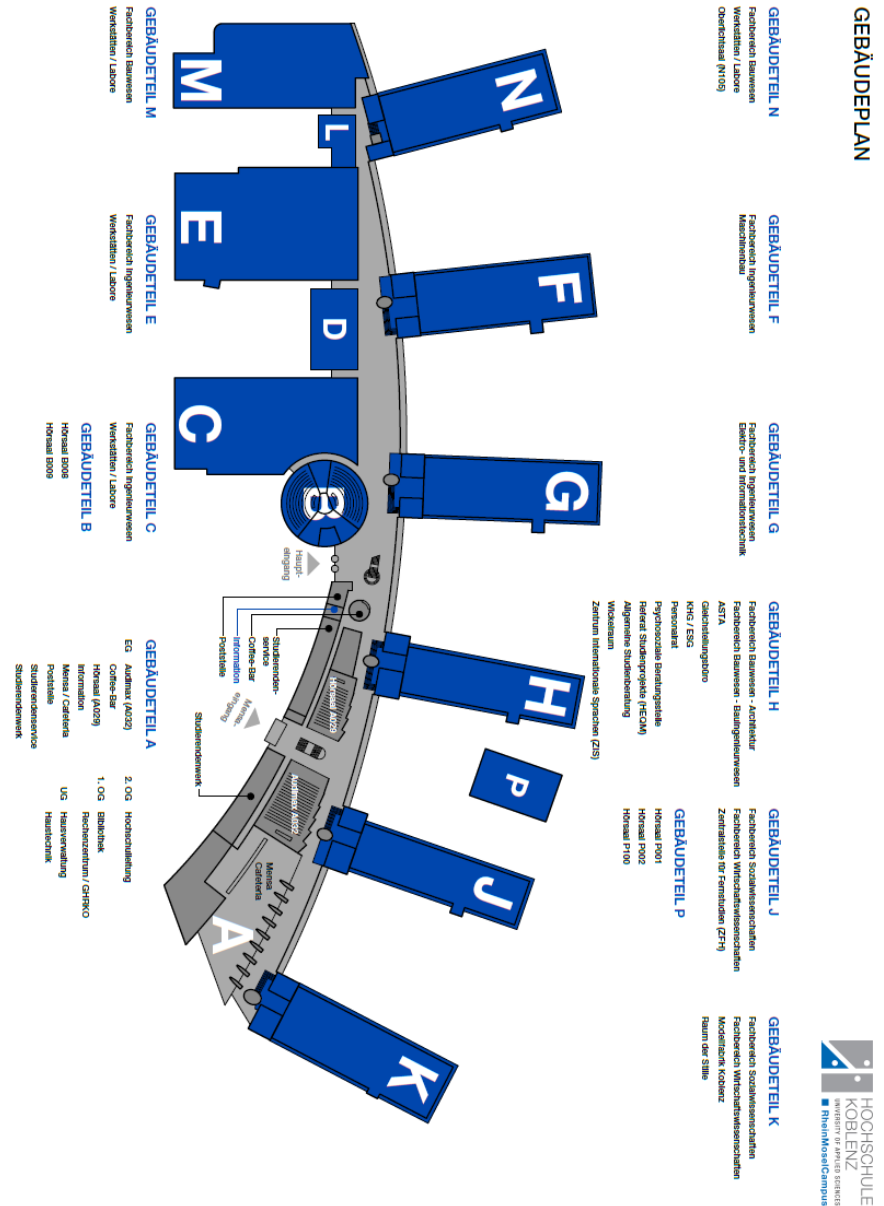 GEBÄUDEPLAN
HOCHSCHULE
KOBLENZ
UNIVERSITY OF APPLIED SCIENCES
RheinMoselCampus
GEBÄUDETEIL N
Fachbereich Bauwesen
Werkstätten / Labore
Oberlichtsaal (N105)
GEBÄUDETEIL F
Fachbereich Ingenieurwesen
Maschinenbau
GEBÄUDETEIL G
Fachbereich Ingenieurwesen
Elektro- und Informationstechnik
GEBÄUDETEIL H
Fachbereich Bauwesen - Architektur
Fachbereich Bauwesen - Bauingenieurwesen
ASTA
Gleichstellungsbüro
KHG / ESG
Personalrat
Psychosoziale Beratungsstelle
Referat Studienprojekte (HEQM)
Allgemeine Studienberatung
Wickelraum
Zentrum Internationale Sprachen (ZIS)
GEBÄUDETEIL J
Fachbereich Sozialwissenschaften
Fachbereich Wirtschaftswissenschaften
Zentralstelle für Fernstudien (ZFH)
GEBÄUDETEIL P
Hörsaal P001
Hörsaal P002
Hörsaal P100
GEBÄUDETEIL K
Fachbereich Sozialwissenschaften
Fachbereich Wirtschaftswissenschaften
Modellfabrik Koblenz
Raum der Stille
N
F
G
H
P
J
K
M
L
E
D
C
B
A
Haupt-
eingang
Studierenden-
service
Coffee-Bar
Information
Poststelle
Hörsaal A029
Mensa-
eingang
Audimax A032
Studierendenwerk
Mensa
Cafeteria
GEBÄUDETEIL M
Fachbereich Bauwesen
Werkstätten / Labore
GEBÄUDETEIL E
Fachbereich Ingenieurwesen
Werkstätten / Labore
GEBÄUDETEIL C
Fachbereich Ingenieurwesen
Werkstätten / Labore
GEBÄUDETEIL B
Hörsaal B008
Hörsaal B009
GEBÄUDETEIL A
EG Audimax (A032)
Coffee-Bar
Hörsaal (A029)
Information
Mensa / Cafeteria
Poststelle
Studierendenservice
Studierendenwerk
2. OG Hochschulleitung
1. OG Bibliothek
Rechenzentrum / GHRKO
UG Hausverwaltung
Haustechnik